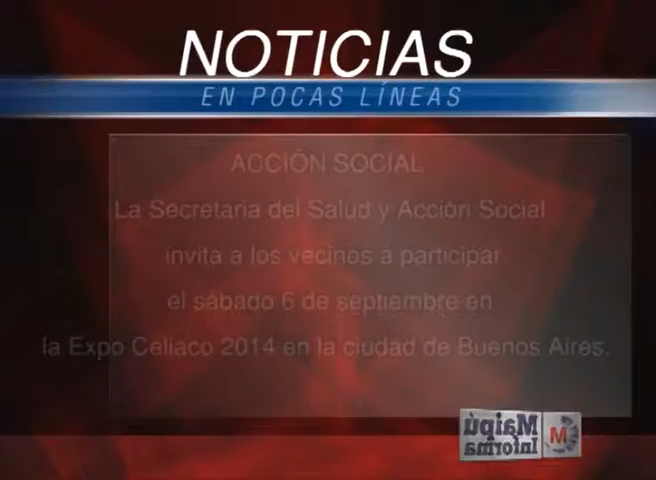 NOTICIAS
EN POCAS LÍNEAS
ACCIÓN SOCIAL
La Secretaria del Salud y Acción Social
invita a los vecinos a participar
el sábado 6 de septiembre en
la Expo Celíaco 2014 en la ciudad de Buenos Aires.
Maipú
Informa
M